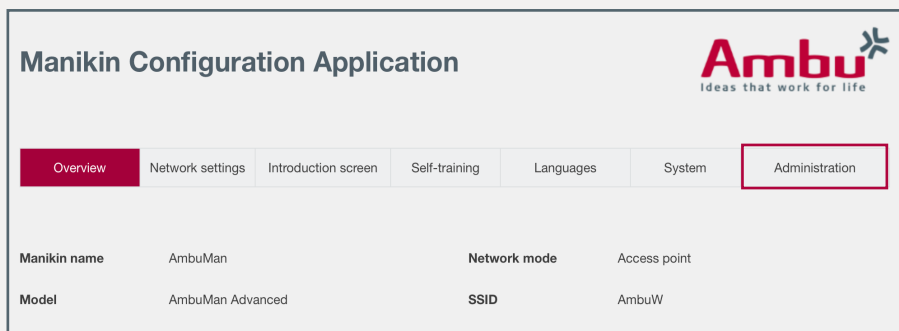 Manikin Configuration Application
Ambu
Ideas that work for life
Overview Network settings Introduction screen Self-training Languages System Administration
Manikin name AmbuMan Network mode Access point
Model AmbuMan Advanced SSID AmbuW